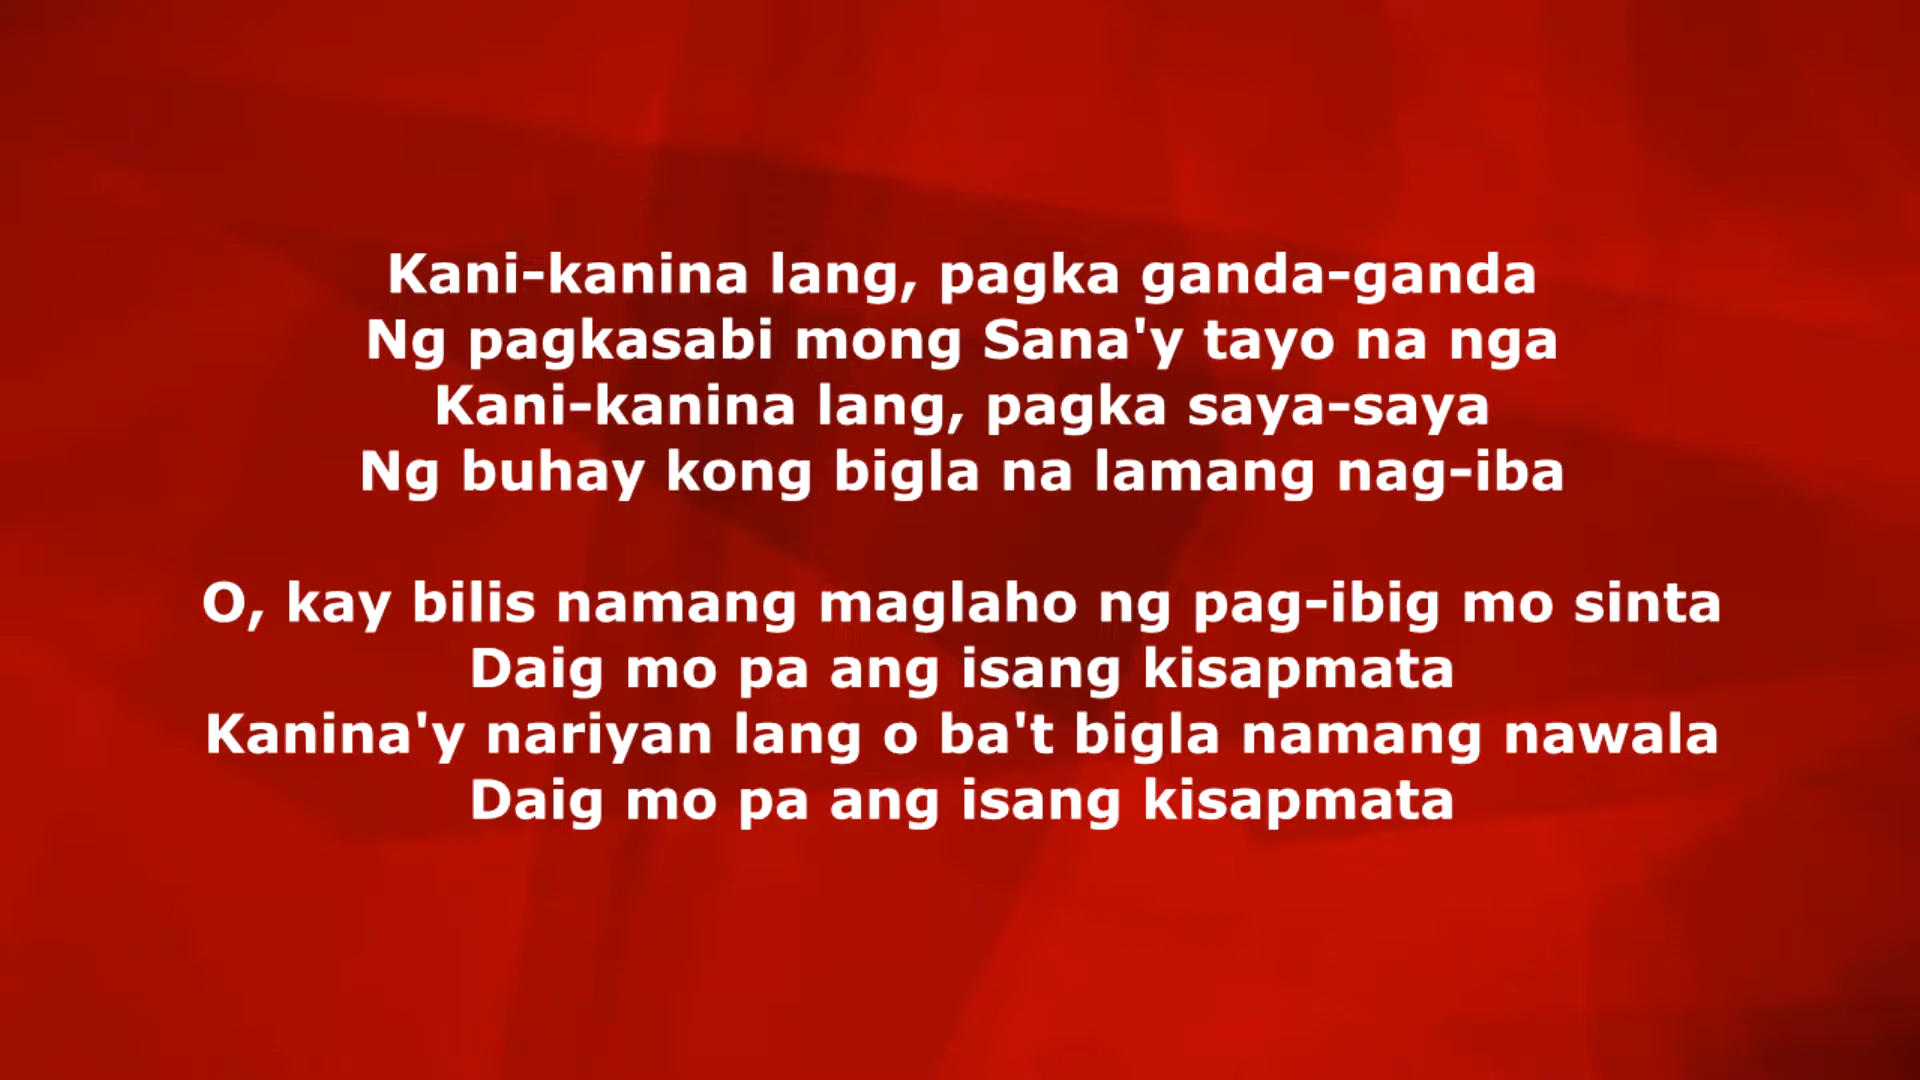 Kani-kanina lang, pagka ganda-ganda
Ng pagkasabi mong Sana'y tayo na nga
Kani-kanina lang, pagka saya-saya
Ng buhay kong bigla na lamang nag-iba
O, kay bilis namang maglaho ng pag-ibig mo sinta
Daig mo pa ang isang kisapmata
Kanina'y nariyan lang o ba't bigla namang nawala
Daig mo pa ang isang kisapmata